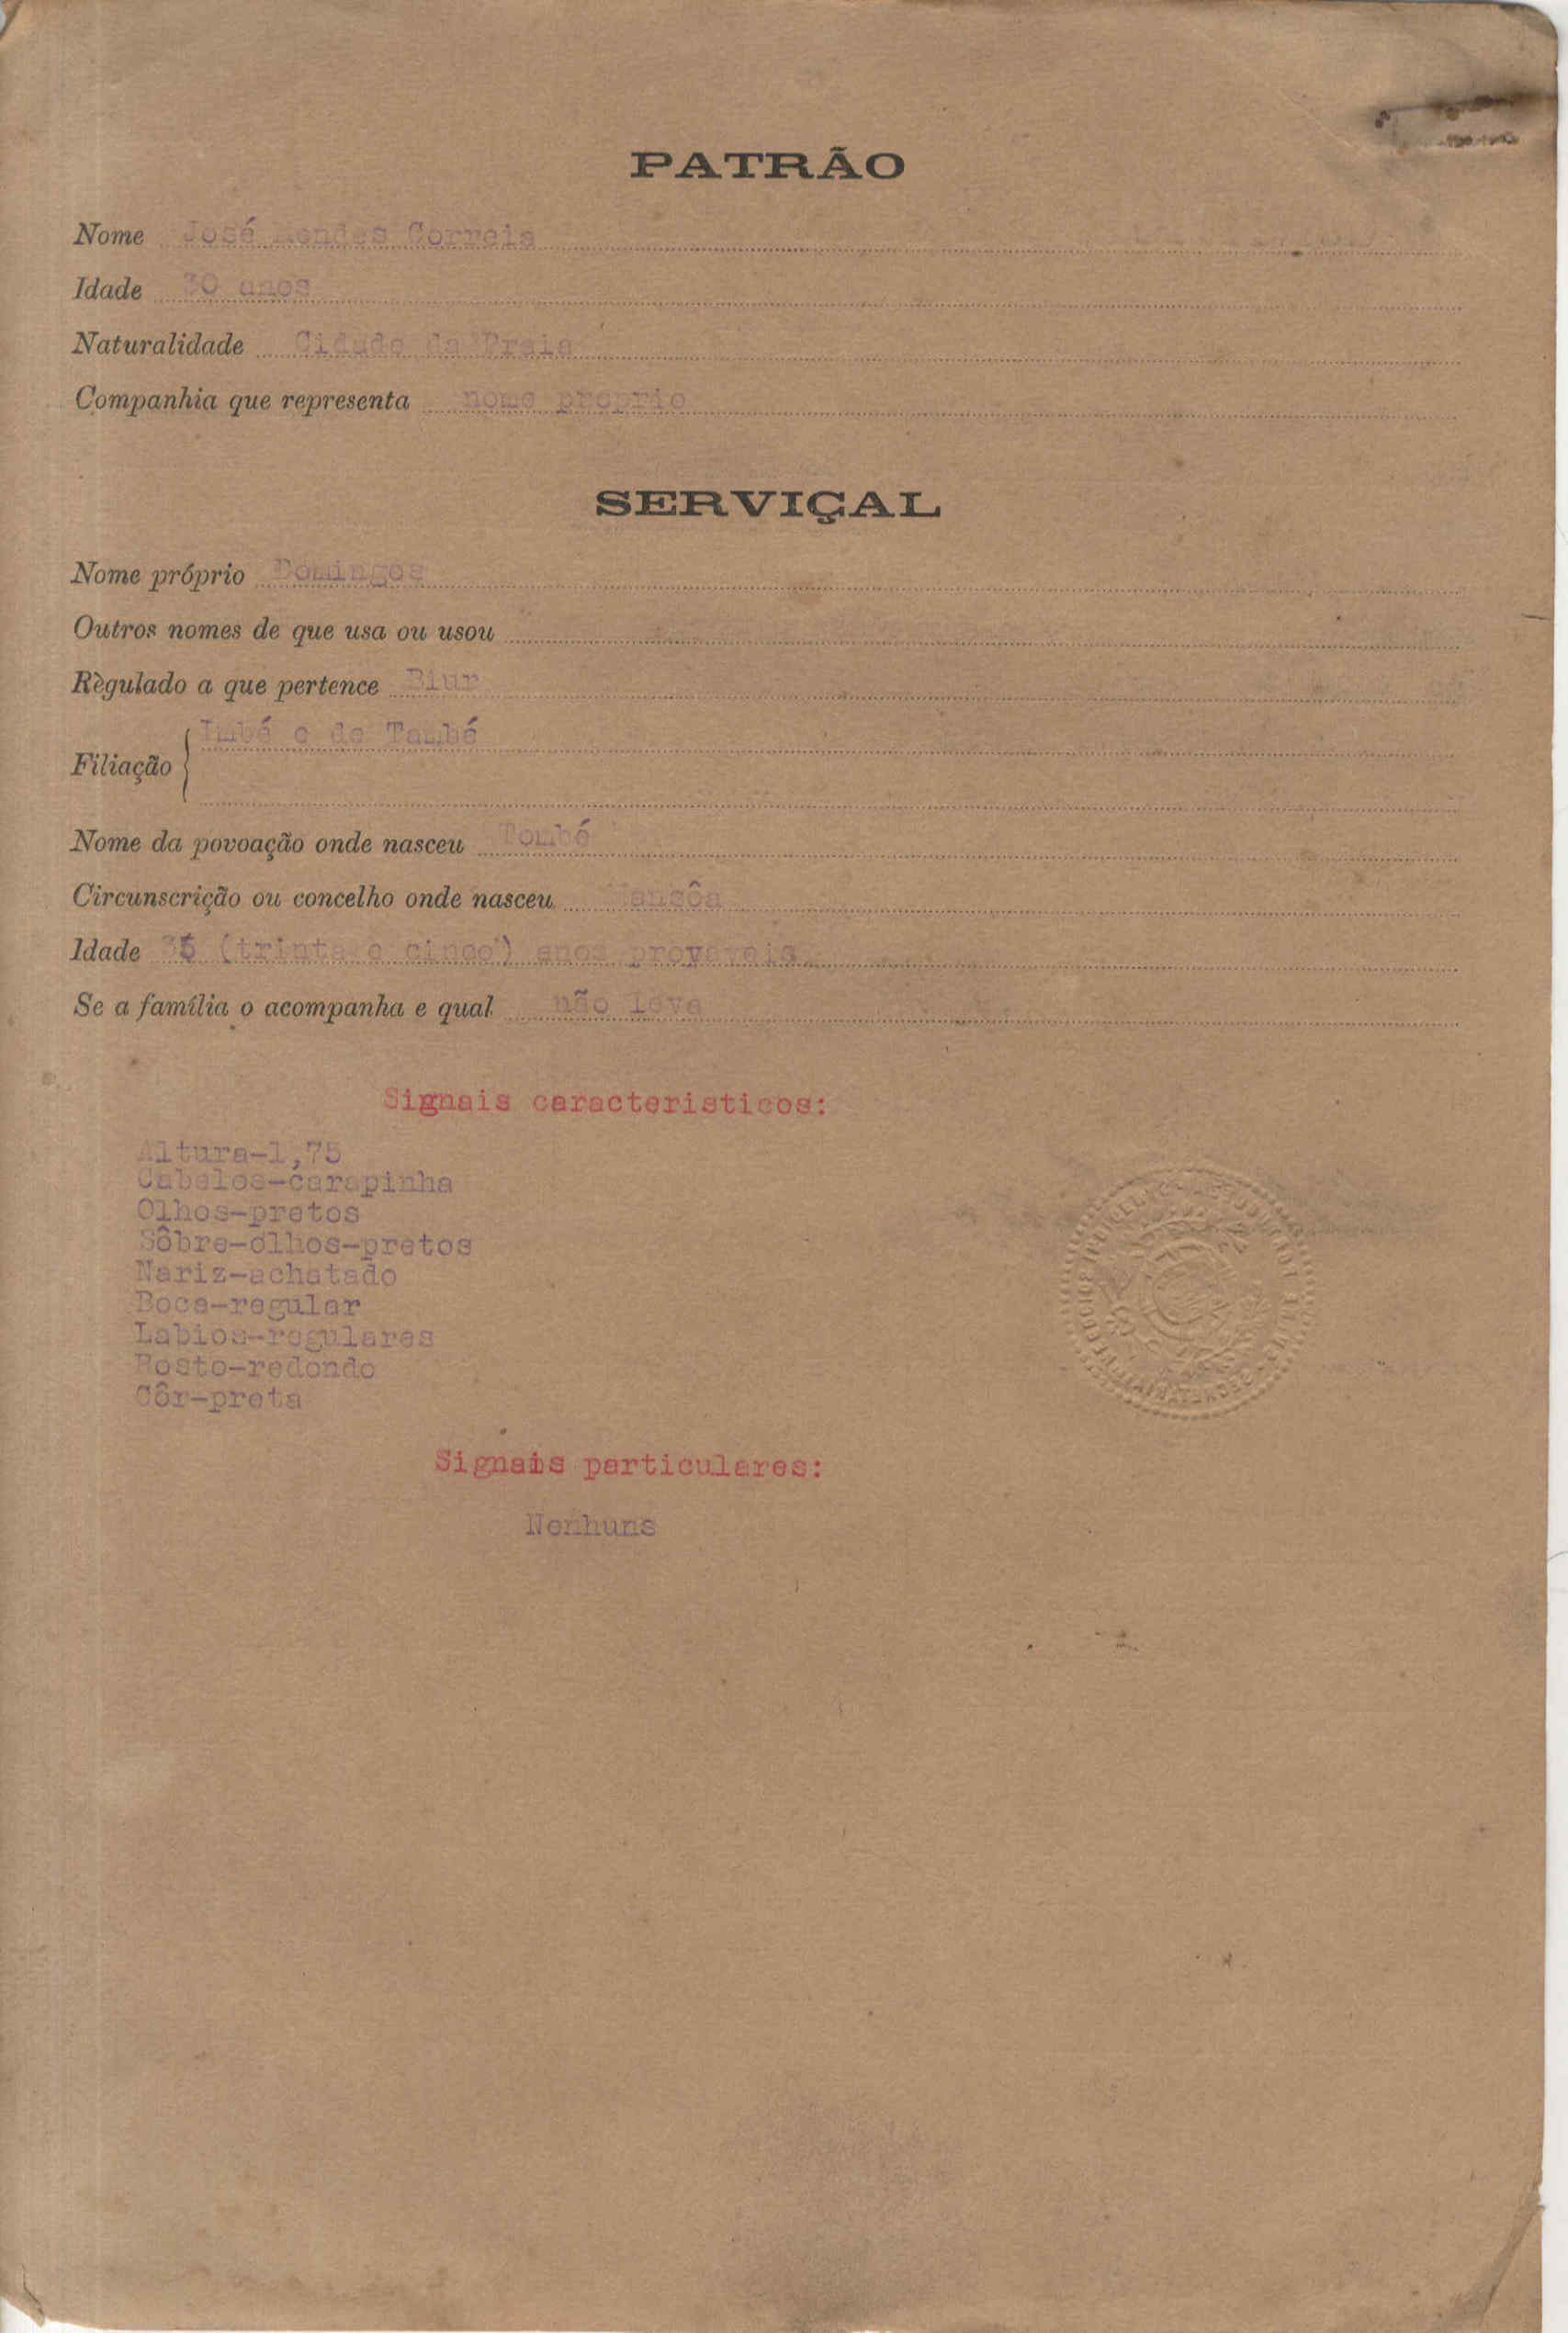 PATRÃO
Nome José Mendes Correia
Idade 30 anos
Naturalidade Cidade da Praia
Companhia que representa nome proprio
SERVIÇAL
Nome próprio Domingos
Outros nomes de que usa ou usou
Règulado a que pertence Biur
Filiação Imbé e de També
Nome da povoação onde nasceu Tombé
Circunscrição ou concelho onde nasceu Mansôa
Idade 35 (trinta e cinco) anos provaveis
Se a família o acompanha e qual não leva
Signais caracteristicos:
Altura-1,75
Cabelos-carapinha
Olhos-pretos
Sôbre-olhos-pretos
Nariz-achatado
Boca-regular
Labios-regulares
Rosto-redondo
Côr-preta
Signais particulares:
Nenhuns